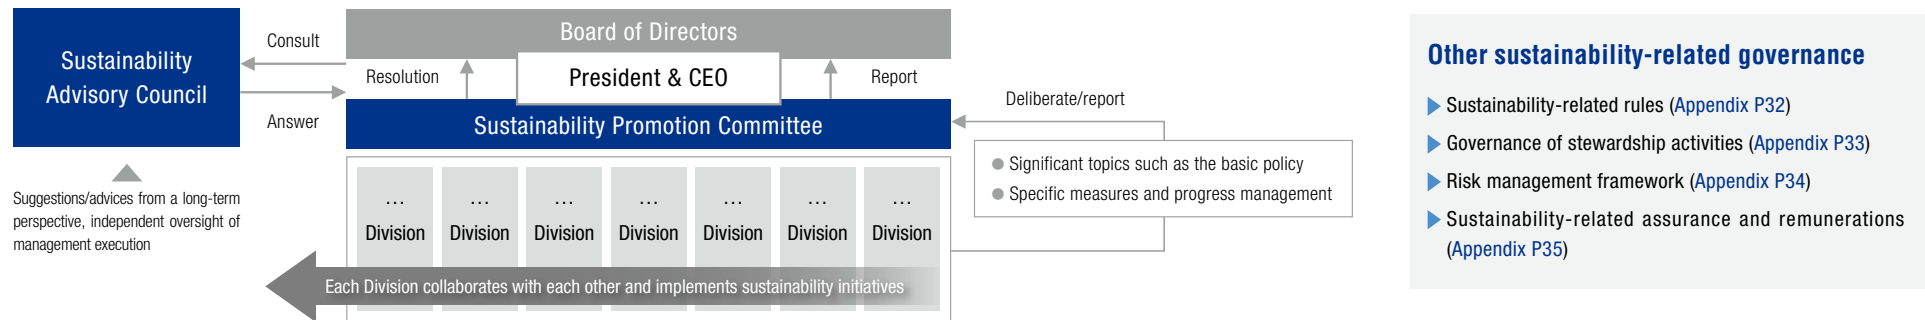 Sustainability
Advisory Council
Suggestions/advices from a long-term
perspective, independent oversight of
management execution
Consult
Answer
Board of Directors
Resolution
President & CEO
Report
Sustainability Promotion Committee
… … … … … … …
Division Division Division Division Division Division Division
Each Division collaborates with each other and implements sustainability initiatives
Deliberate/report
● Significant topics such as the basic policy
● Specific measures and progress management
Other sustainability-related governance
▶ Sustainability-related rules (Appendix P32)
▶ Governance of stewardship activities (Appendix P33)
▶ Risk management framework (Appendix P34)
▶ Sustainability-related assurance and remunerations
(Appendix P35)